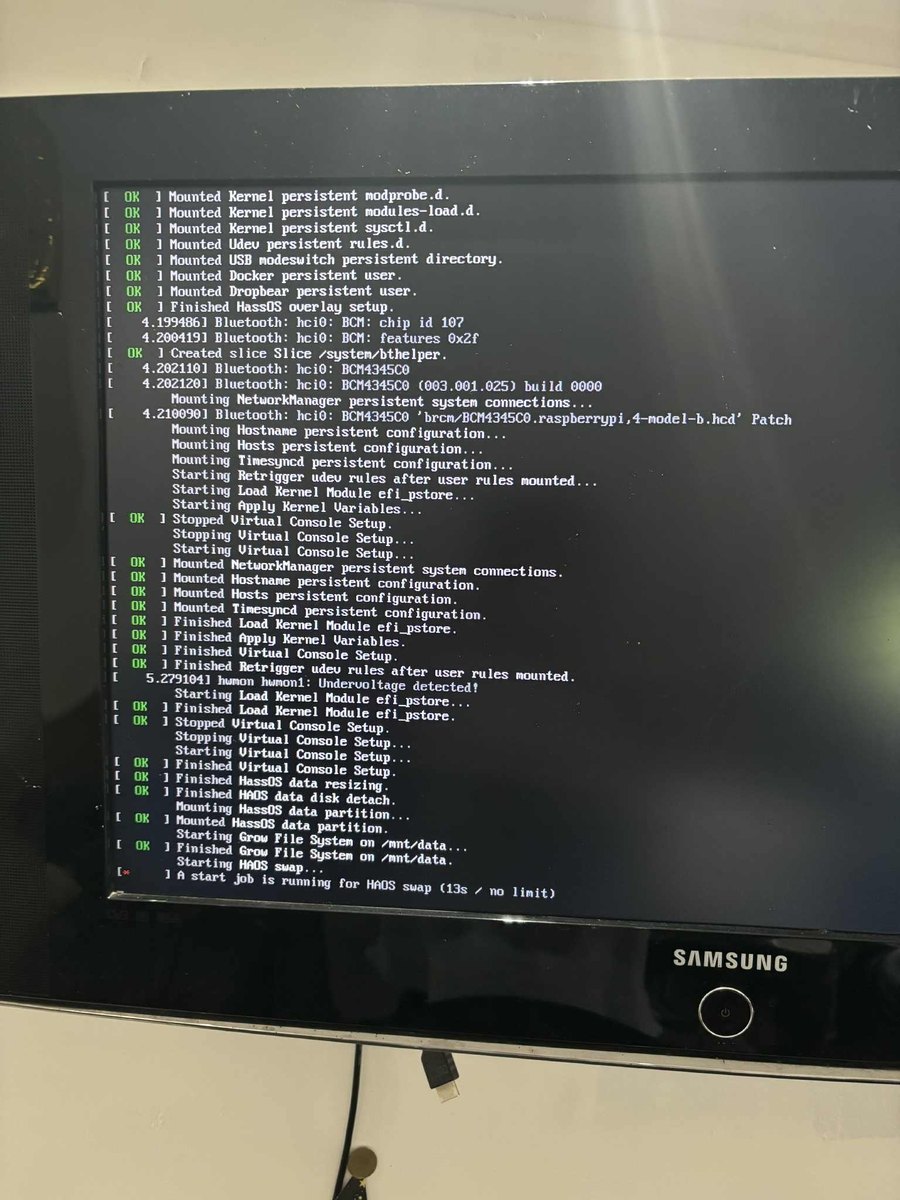 [  OK  ] Mounted Kernel persistent modprobe.d.
[  OK  ] Mounted Kernel persistent modules-load.d.
[  OK  ] Mounted Kernel persistent sysctl.d.
[  OK  ] Mounted Udev persistent rules.d.
[  OK  ] Mounted USB modeswitch persistent directory.
[  OK  ] Mounted Docker persistent user.
[  OK  ] Mounted Dropbear persistent user.
[  OK  ] Finished HassOS overlay setup.
[    4.199486] Bluetooth: hci0: BCM: chip id 107
[    4.200419] Bluetooth: hci0: BCM: features 0x2f
[  OK  ] Created slice Slice /system/bthelper.
[    4.202110] Bluetooth: hci0: BCM4345C0
[    4.202120] Bluetooth: hci0: BCM4345C0 (003.001.025) build 0000
Mounting NetworkManager persistent system connections...
[    4.210090] Bluetooth: hci0: BCM4345C0 'brcm/BCM4345C0.raspberrypi,4-model-b.hcd' Patch
Mounting Hostname persistent configuration...
Mounting Hosts persistent configuration...
Mounting Timesyncd persistent configuration...
Starting Retrigger udev rules after user rules mounted...
Starting Load Kernel Module efi_pstore...
Starting Apply Kernel Variables...
[  OK  ] Stopped Virtual Console Setup.
Stopping Virtual Console Setup...
Starting Virtual Console Setup...
[  OK  ] Mounted NetworkManager persistent system connections.
[  OK  ] Mounted Hostname persistent configuration.
[  OK  ] Mounted Hosts persistent configuration.
[  OK  ] Mounted Timesyncd persistent configuration.
[  OK  ] Finished Load Kernel Module efi_pstore.
[  OK  ] Finished Apply Kernel Variables.
[  OK  ] Finished Virtual Console Setup.
[  OK  ] Finished Retrigger udev rules after user rules mounted.
[    5.279104] hwmon hwmon1: Undervoltage detected!
Starting Load Kernel Module efi_pstore...
[  OK  ] Finished Load Kernel Module efi_pstore.
[  OK  ] Stopped Virtual Console Setup.
Stopping Virtual Console Setup...
Starting Virtual Console Setup...
[  OK  ] Finished Virtual Console Setup.
[  OK  ] Finished HassOS data resizing.
[  OK  ] Finished HAOS data disk detach.
Mounting HassOS data partition...
[  OK  ] Mounted HassOS data partition.
Starting Grow File System on /mnt/data...
[  OK  ] Finished Grow File System on /mnt/data.
Starting HAOS swap...
[*     ] A start job is running for HAOS swap (13s / no limit)
SAMSUNG